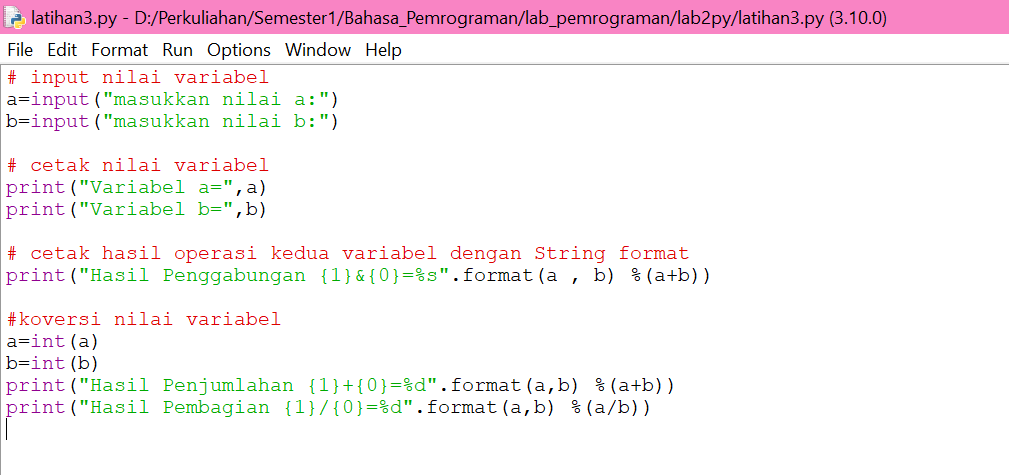 latihan3.py - D:/Perkuliahan/Semester1/Bahasa_Pemrograman/lab_pemrograman/lab2py/latihan3.py (3.10.0)
File Edit Format Run Options Window Help
# input nilai variabel
a=input("masukkan nilai a:")
b=input("masukkan nilai b:")
# cetak nilai variabel
print("Variabel a=",a)
print("Variabel b=",b)
# cetak hasil operasi kedua variabel dengan String format
print("Hasil Penggabungan {1}&{0}=%s".format(a , b) %(a+b))
#koversi nilai variabel
a=int(a)
b=int(b)
print("Hasil Penjumlahan {1}+{0}=%d".format(a,b) %(a+b))
print("Hasil Pembagian {1}/{0}=%d".format(a,b) %(a/b))